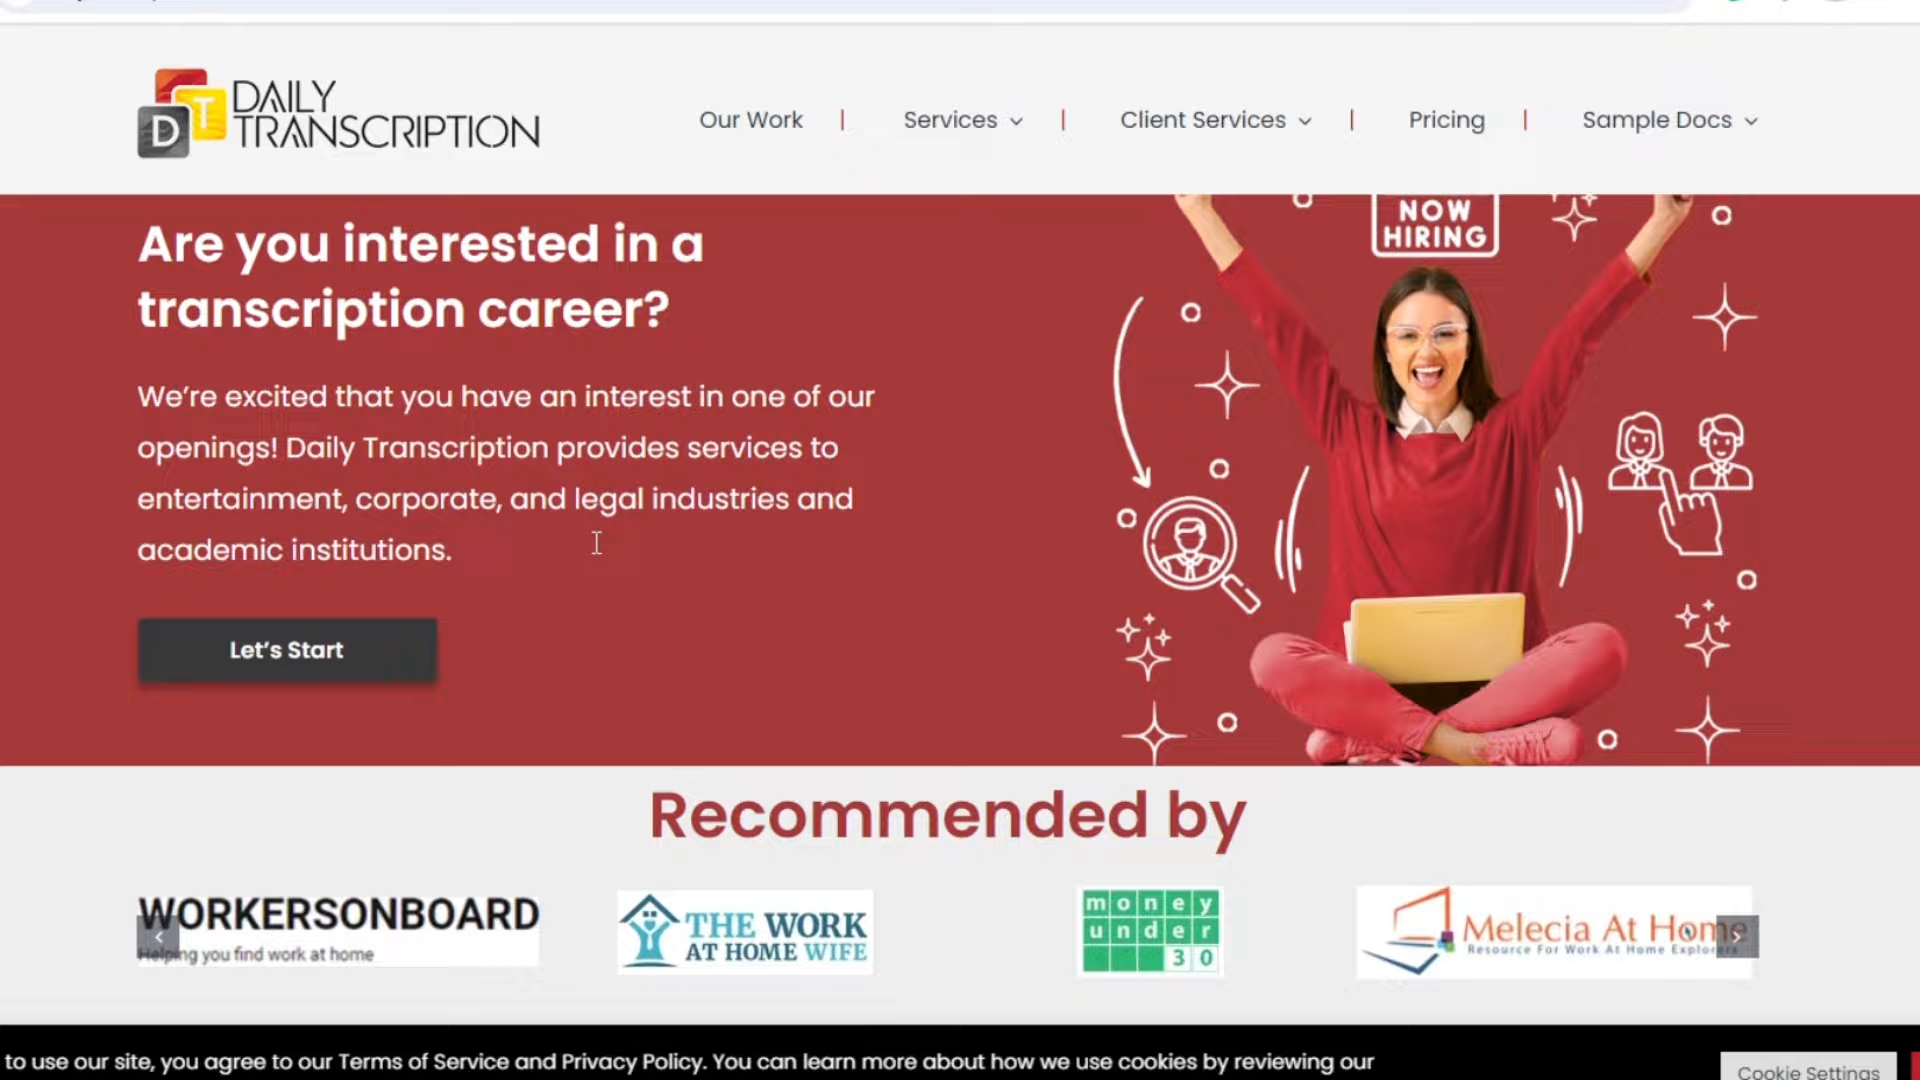 D T DAILY TRANSCRIPTION
Our Work | Services | Client Services | Pricing | Sample Docs
Are you interested in a
transcription career?
We're excited that you have an interest in one of our
openings! Daily Transcription provides services to
entertainment, corporate, and legal industries and
academic institutions.
Let's Start
NOW
HIRING
Recommended by
WORKERSONBOARD
Helping you find work at home
THE WORK
AT HOME WIFE
money
under
30
Melecia At Home
Resource For Work At Home Explorers
to use our site, you agree to our Terms of Service and Privacy Policy. You can learn more about how we use cookies by reviewing our
Cookie Settings